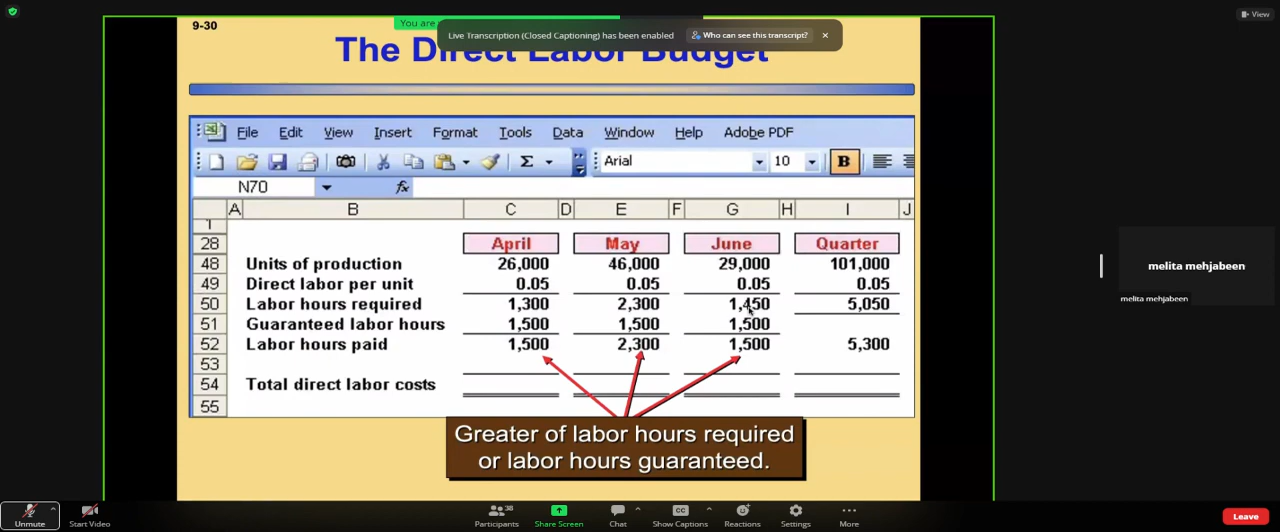 9-30
You are
Live Transcription (Closed Captioning) has been enabled
Who can see this transcript?
View
The Direct Labor Budget
File Edit View Insert Format Tools Data Window Help Adobe PDF
Arial 10 B
N70 fx
A B C D E F G H I J
1
28 April May June Quarter
48 Units of production 26,000 46,000 29,000 101,000
49 Direct labor per unit 0.05 0.05 0.05 0.05
50 Labor hours required 1,300 2,300 1,450 5,050
51 Guaranteed labor hours 1,500 1,500 1,500
52 Labor hours paid 1,500 2,300 1,500 5,300
53
54 Total direct labor costs
55
Greater of labor hours required
or labor hours guaranteed.
melita mehjabeen
melita mehjabeen
Unmute Start Video Participants 38 Share Screen Chat Show Captions Reactions Settings More Leave